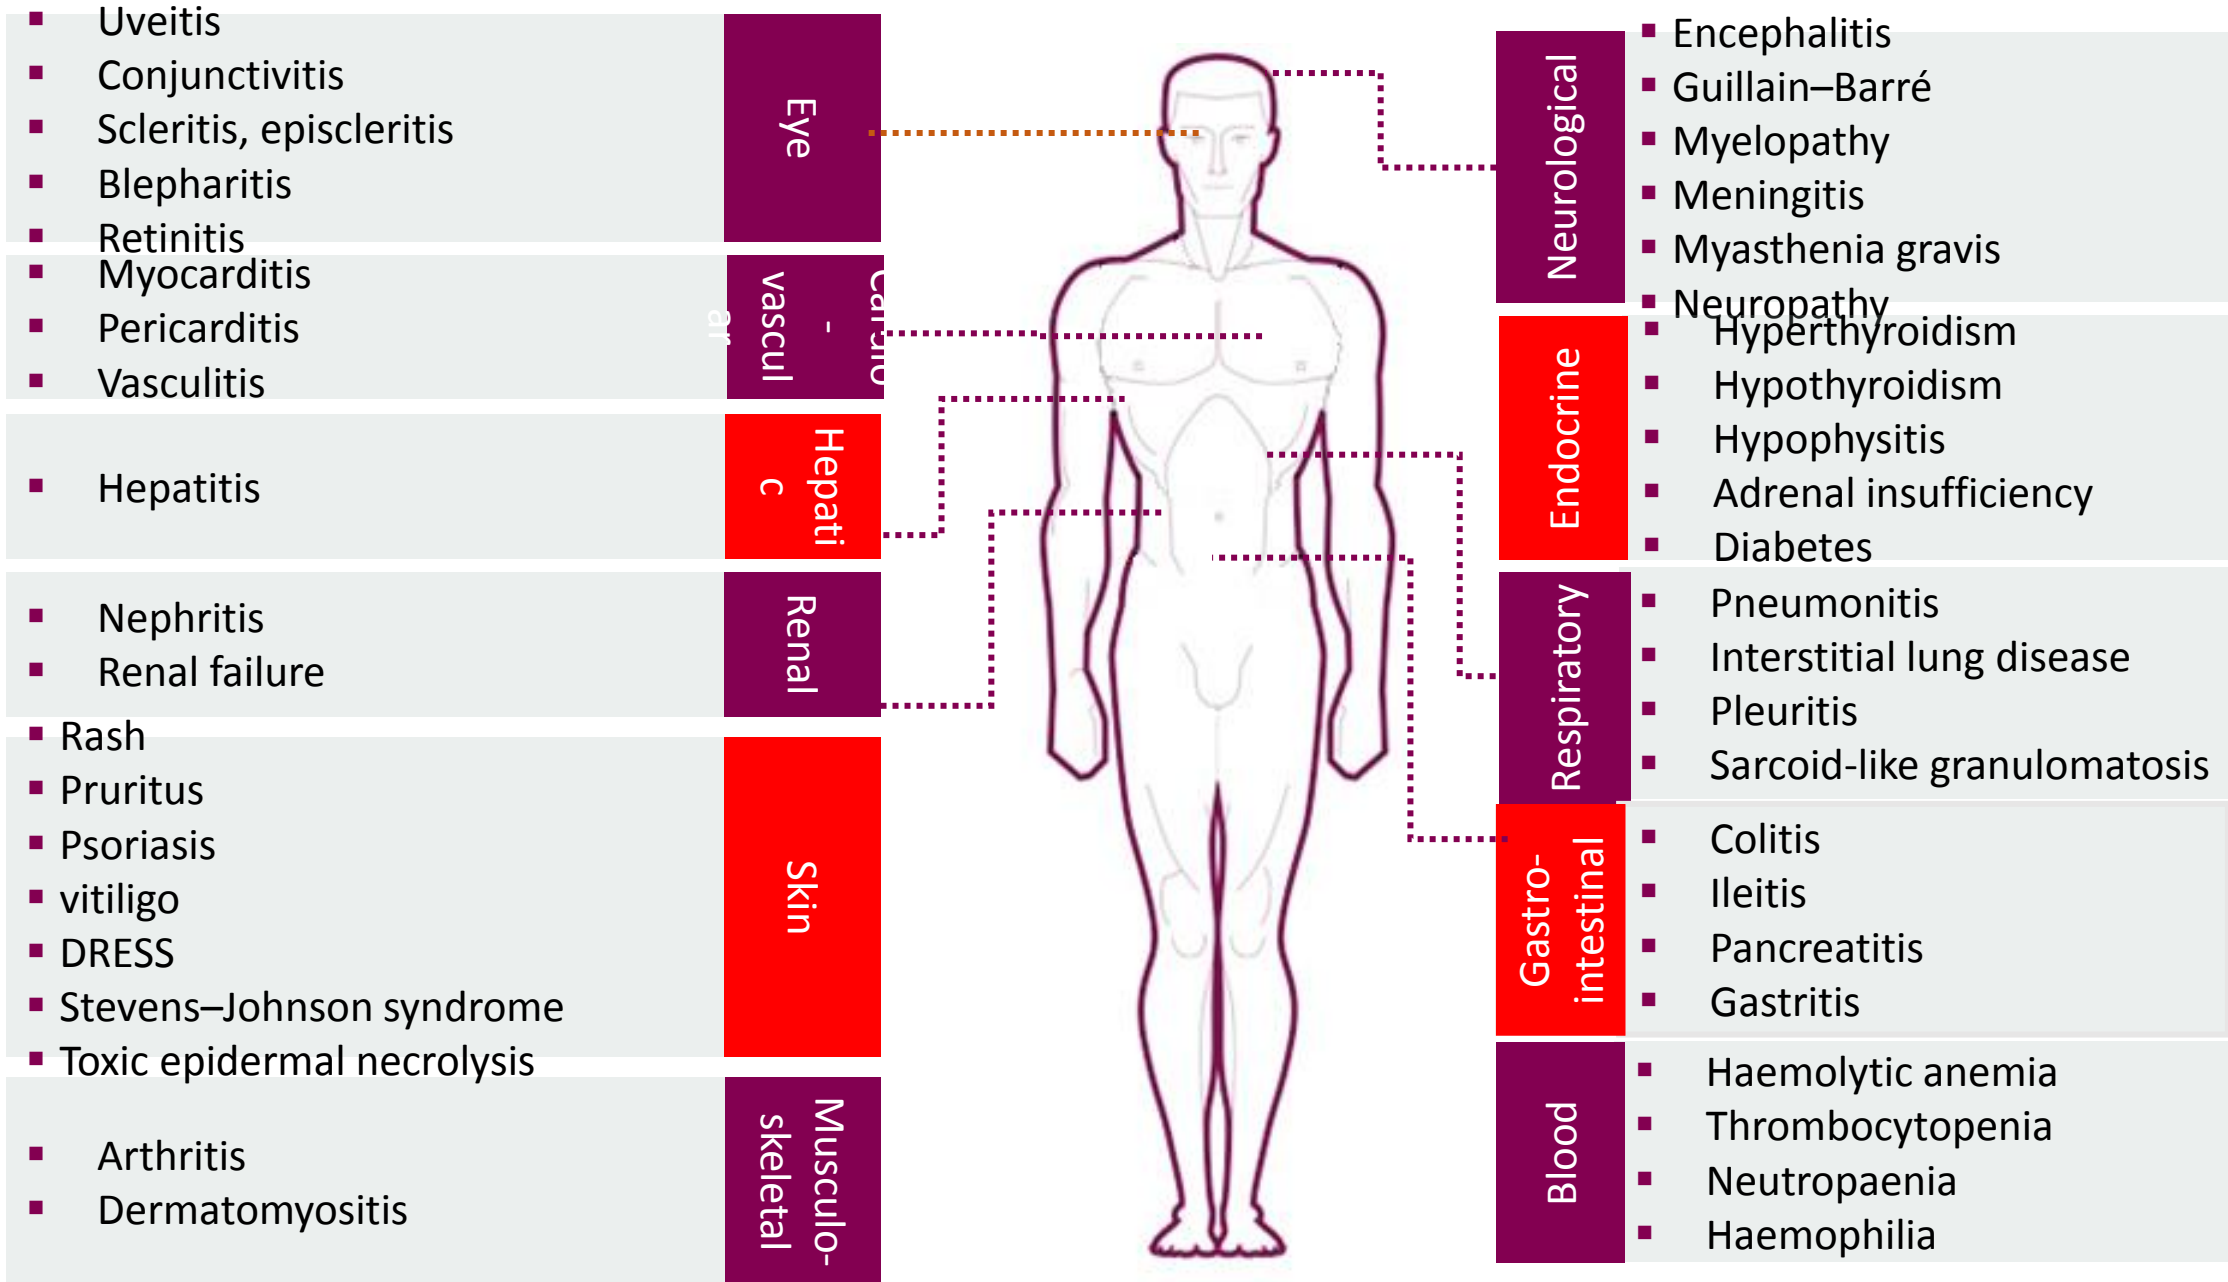 Uveitis
Conjunctivitis
Scleritis, episcleritis
Blepharitis
Retinitis
Eye
Myocarditis
Pericarditis
Vasculitis
-
vascul
ar
Hepatitis
Hepati
c
Nephritis
Renal failure
Renal
Rash
Pruritus
Psoriasis
vitiligo
DRESS
Stevens–Johnson syndrome
Toxic epidermal necrolysis
Skin
Arthritis
Dermatomyositis
Musculo-
skeletal
Neurological
Encephalitis
Guillain–Barré
Myelopathy
Meningitis
Myasthenia gravis
Neuropathy
Endocrine
Hyperthyroidism
Hypothyroidism
Hypophysitis
Adrenal insufficiency
Diabetes
Respiratory
Pneumonitis
Interstitial lung disease
Pleuritis
Sarcoid-like granulomatosis
Gastro-
intestinal
Colitis
Ileitis
Pancreatitis
Gastritis
Blood
Haemolytic anemia
Thrombocytopenia
Neutropaenia
Haemophilia